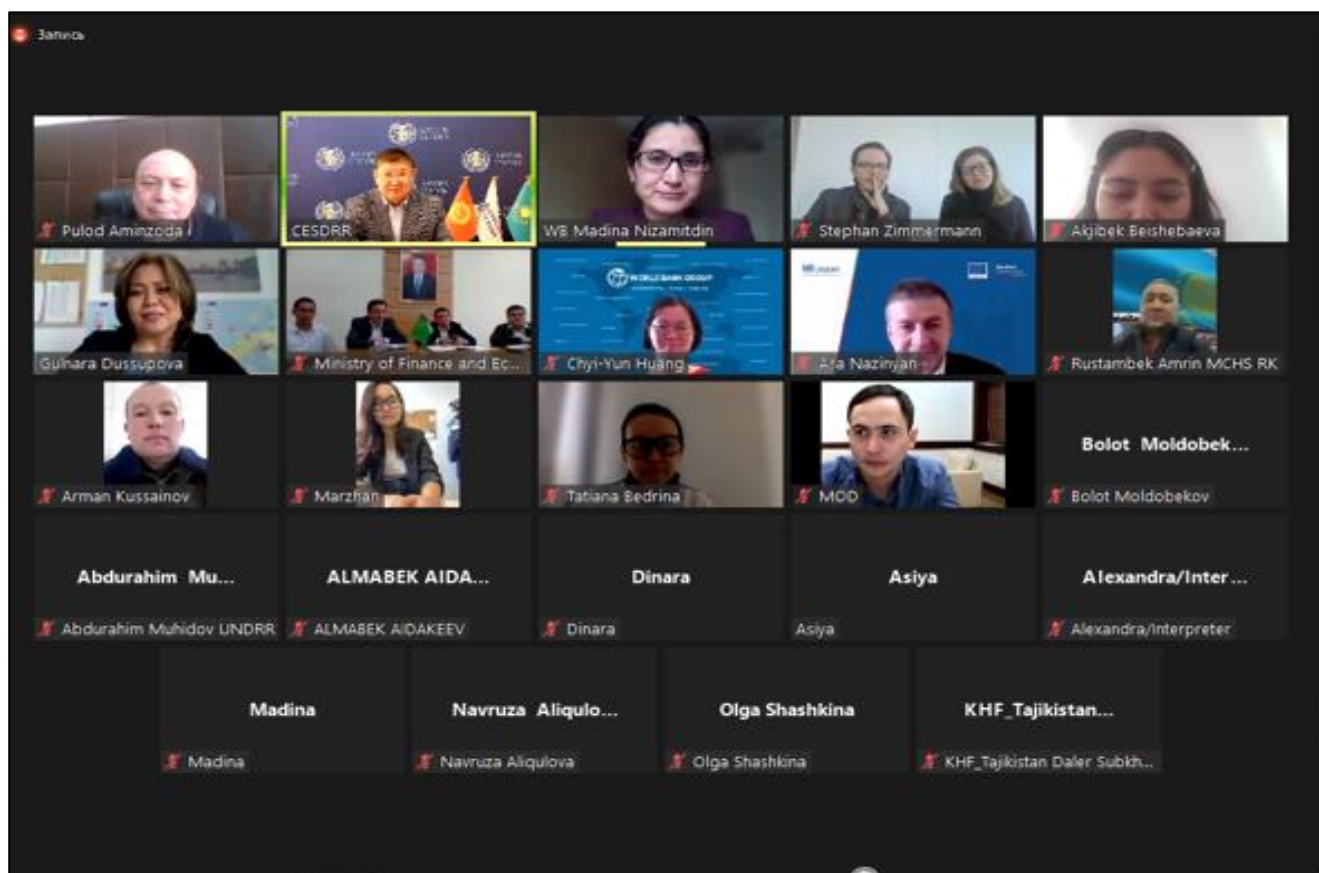 Запись
Pulod Aminzoda
CESDRR
WB Madina Nizamitdin
Stephan Zimmermann
Akjibek Beishebaeva
Gulnara Dussupova
Ministry of Finance and Ec...
WORLD BANK GROUP
Chyi-Yun Huang
Ara Nazinyan
Rustambek Amrin MCHS RK
Arman Kussainov
Marzhan
Tatiana Bedrina
MOD
Bolot Moldobek...
Bolot Moldobekov
Abdurahim Mu...
Abdurahim Muhidov UNDRR
ALMABEK AIDA...
ALMABEK AIDAKEEV
Dinara
Dinara
Asiya
Asiya
Alexandra/Inter...
Alexandra/Interpreter
Madina
Madina
Navruza Aliqulo...
Navruza Aliqulova
Olga Shashkina
Olga Shashkina
KHF_Tajikistan...
KHF_Tajikistan Daler Subkh...